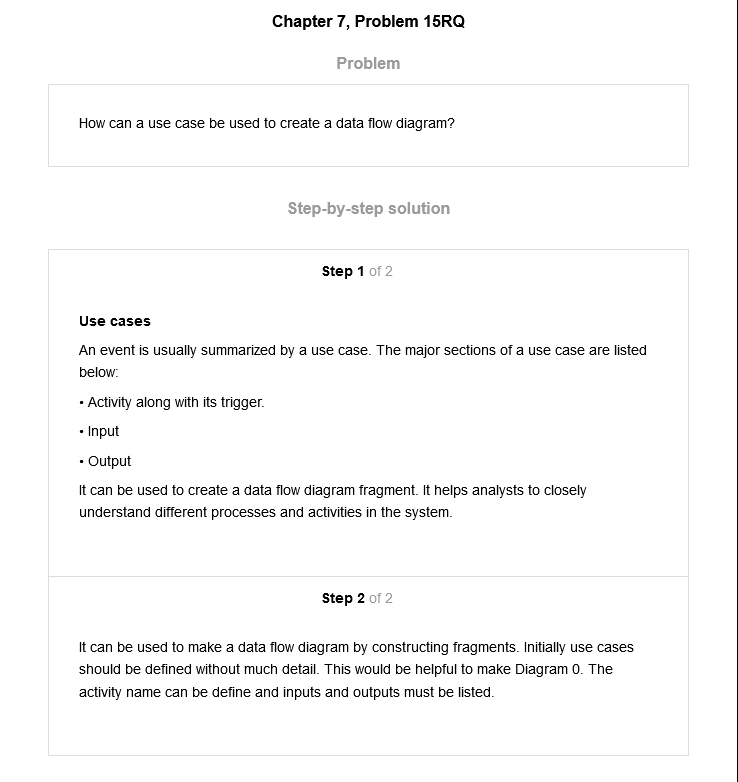 Chapter 7, Problem 15RQ
Problem
How can a use case be used to create a data flow diagram?
Step-by-step solution
Step 1 of 2
Use cases
An event is usually summarized by a use case. The major sections of a use case are listed
below:
• Activity along with its trigger.
• Input
• Output
It can be used to create a data flow diagram fragment. It helps analysts to closely
understand different processes and activities in the system.
Step 2 of 2
It can be used to make a data flow diagram by constructing fragments. Initially use cases
should be defined without much detail. This would be helpful to make Diagram 0. The
activity name can be define and inputs and outputs must be listed.